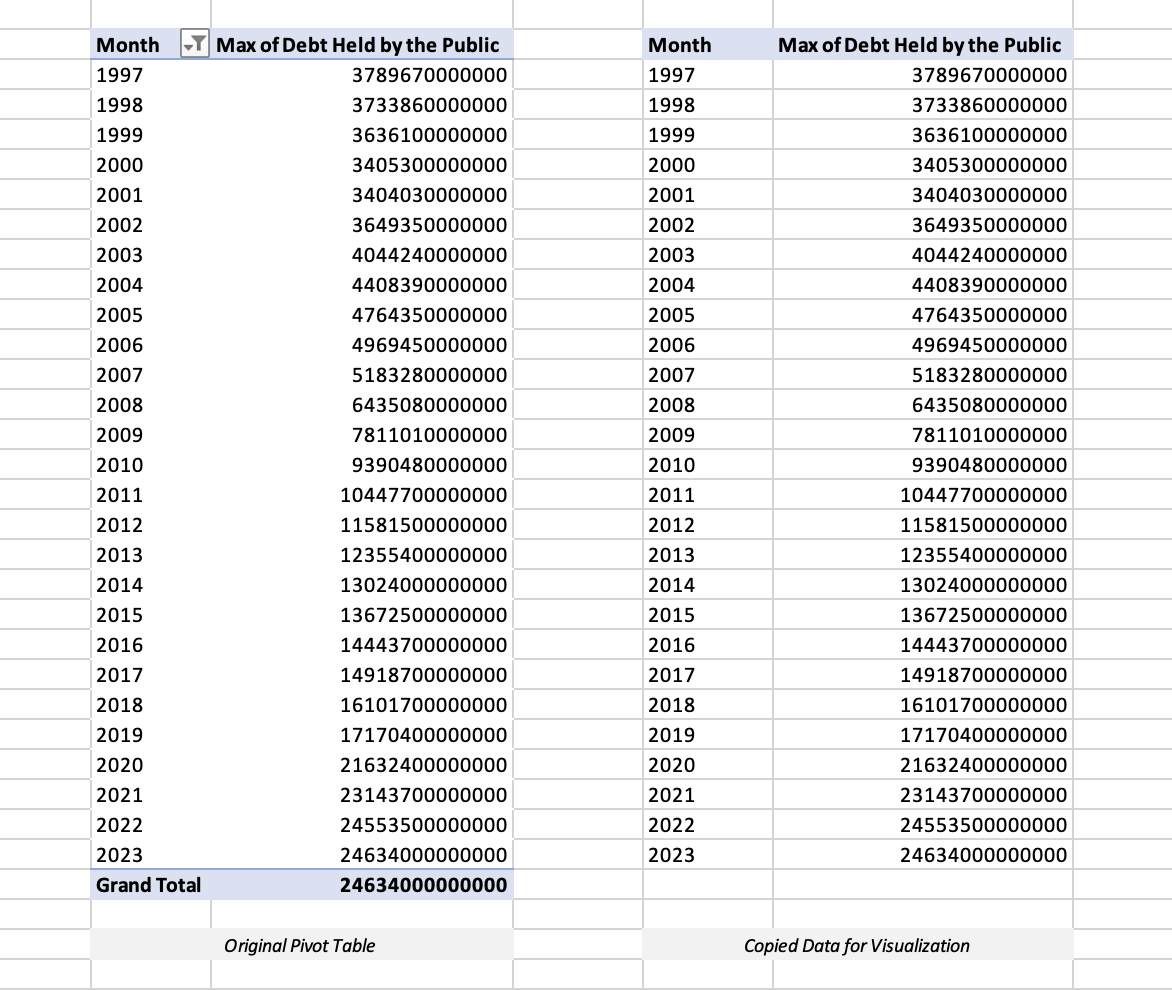 Month Max of Debt Held by the Public Month Max of Debt Held by the Public
1997 3789670000000 1997 3789670000000
1998 3733860000000 1998 3733860000000
1999 3636100000000 1999 3636100000000
2000 3405300000000 2000 3405300000000
2001 3404030000000 2001 3404030000000
2002 3649350000000 2002 3649350000000
2003 4044240000000 2003 4044240000000
2004 4408390000000 2004 4408390000000
2005 4764350000000 2005 4764350000000
2006 4969450000000 2006 4969450000000
2007 5183280000000 2007 5183280000000
2008 6435080000000 2008 6435080000000
2009 7811010000000 2009 7811010000000
2010 9390480000000 2010 9390480000000
2011 10447700000000 2011 10447700000000
2012 11581500000000 2012 11581500000000
2013 12355400000000 2013 12355400000000
2014 13024000000000 2014 13024000000000
2015 13672500000000 2015 13672500000000
2016 14443700000000 2016 14443700000000
2017 14918700000000 2017 14918700000000
2018 16101700000000 2018 16101700000000
2019 17170400000000 2019 17170400000000
2020 21632400000000 2020 21632400000000
2021 23143700000000 2021 23143700000000
2022 24553500000000 2022 24553500000000
2023 24634000000000 2023 24634000000000
Grand Total 24634000000000
Original Pivot Table Copied Data for Visualization